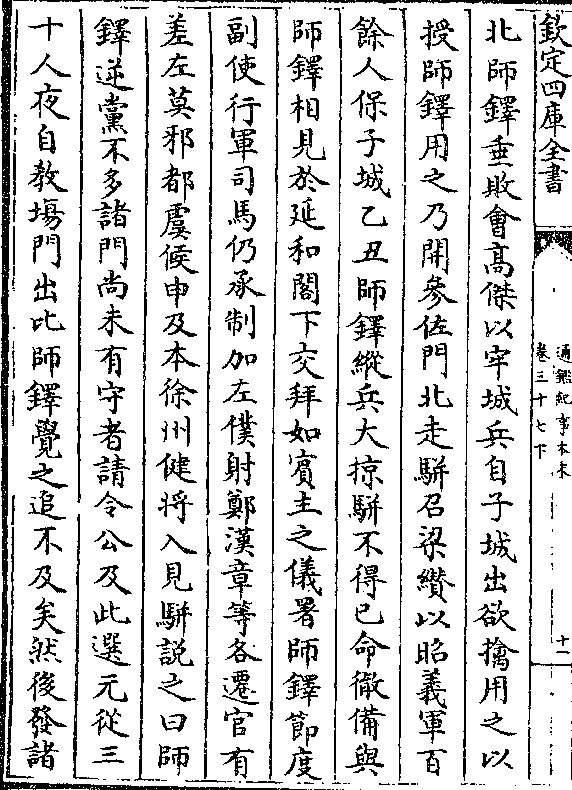 欽定四庫全書
通鑑紀事本末
卷三十七下
十一
北師鐸垂敗會高傑以牢城兵自子城出欲擒用之以
授師鐸用之乃開參佐門北走駢召梁纉以昭義軍百
餘人保子城乙丑師鐸縱兵大掠駢不得已命徹備與
師鐸相見於延和閣下交拜如賓主之儀署師鐸節度
副使行軍司馬仍承制加左僕射鄭漢章等各遷官有
差左莫邪都虞候申及本徐州健將入見駢説之曰師
鐸逆黨不多諸門尚未有守者請令公及此選元從三
十人夜自教塲門出比師鐸覺之追不及矣然後發諸